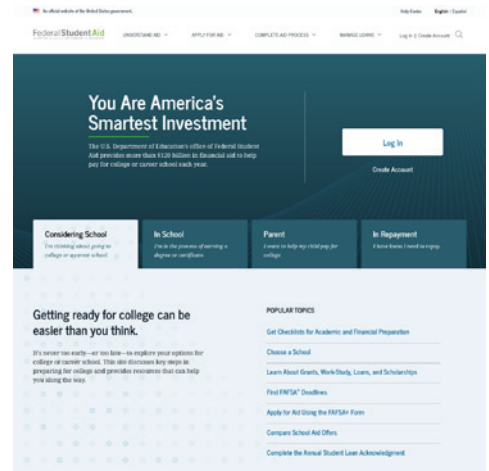 An official website of the United States government.
Help Center English | Español
Federal Student Aid
UNDERSTAND AID
APPLY FOR AID
COMPLETE AID PROCESS
MANAGE LOANS
Log In | Create Account
You Are America's
Smartest Investment
The U.S. Department of Education's office of Federal Student
Aid provides more than $120 billion in financial aid to help
pay for college or career school each year.
Log In
Create Account
Considering School
I'm thinking about going to
college or a career school.
In School
I'm in the process of earning a
degree or certificate.
Parent
I want to help my child pay for
college.
In Repayment
I have loans I need to repay.
Getting ready for college can be
easier than you think.
It's never too early—or too late—to explore your options for
college or career school. This site discusses key steps in
preparing for college and provides resources that can help
you along the way.
POPULAR TOPICS
Get Checklists for Academic and Financial Preparation
Choose a School
Learn About Grants, Work-Study, Loans, and Scholarships
Find FAFSA® Deadlines
Apply for Aid Using the FAFSA® Form
Compare School Aid Offers
Complete the Annual Student Loan Acknowledgment